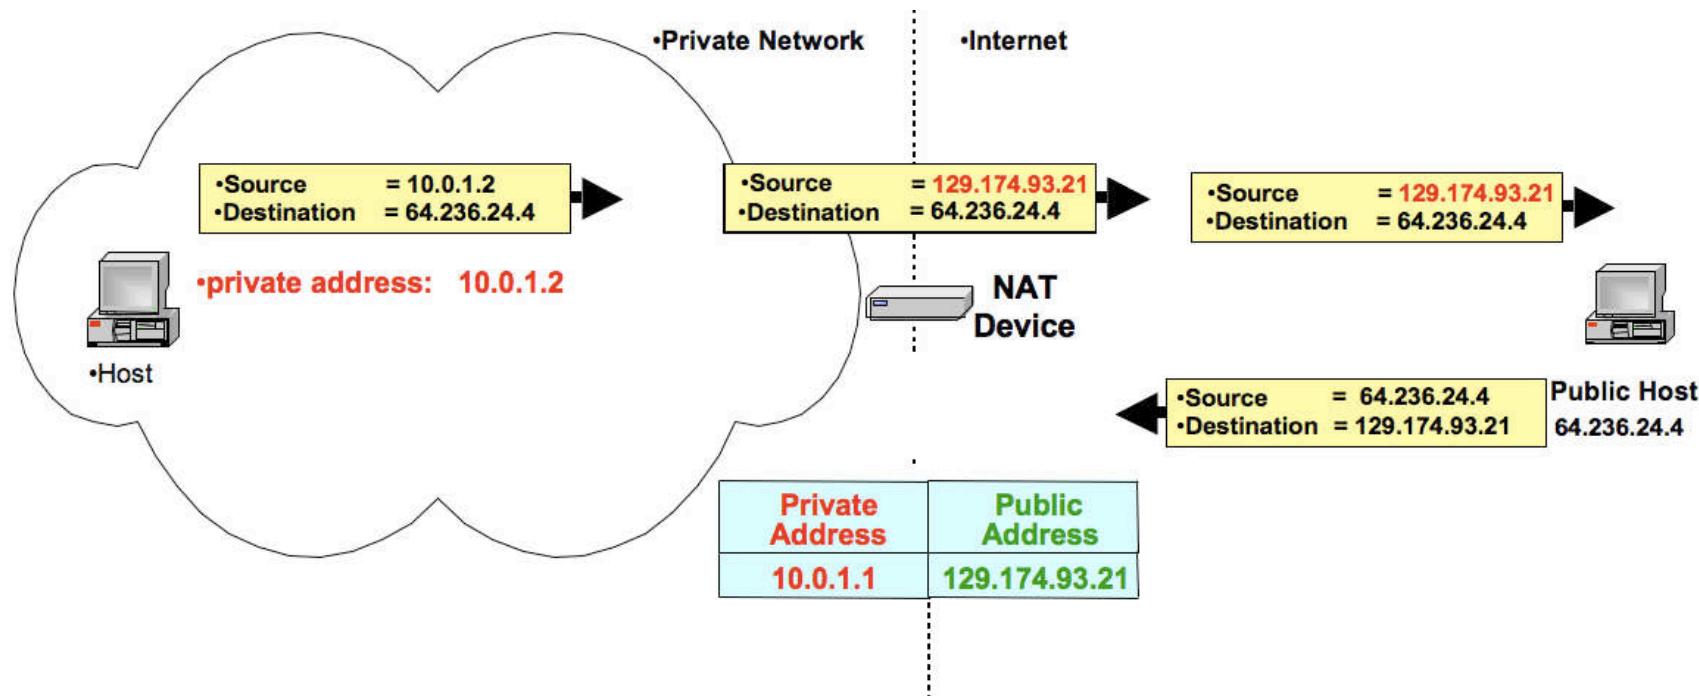 •Private Network
•Internet
•Source = 10.0.1.2
•Destination = 64.236.24.4
•Source = 129.174.93.21
•Destination = 64.236.24.4
•Source = 129.174.93.21
•Destination = 64.236.24.4
•private address: 10.0.1.2
•Host
NAT
Device
•Source = 64.236.24.4
•Destination = 129.174.93.21
Public Host
64.236.24.4
Private
Address
Public
Address
10.0.1.1
129.174.93.21